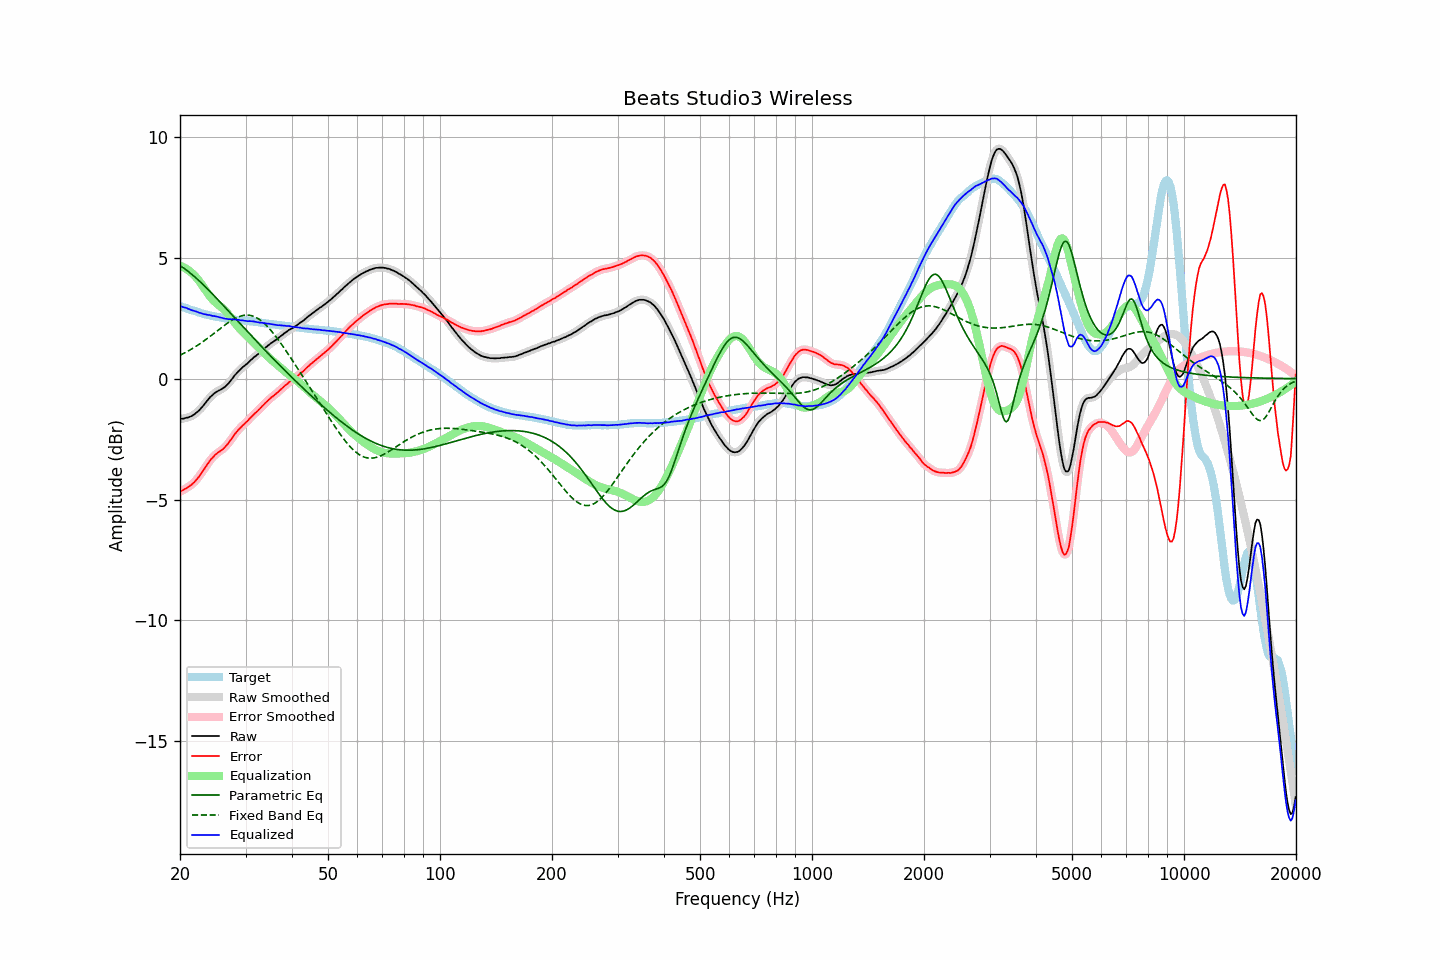 Beats Studio3 Wireless
Amplitude (dBr)
10
5
0
−5
−10
−15
Target
Raw Smoothed
Error Smoothed
Raw
Error
Equalization
Parametric Eq
Fixed Band Eq
Equalized
20 50 100 200 500 1000 2000 5000 10000 20000
Frequency (Hz)